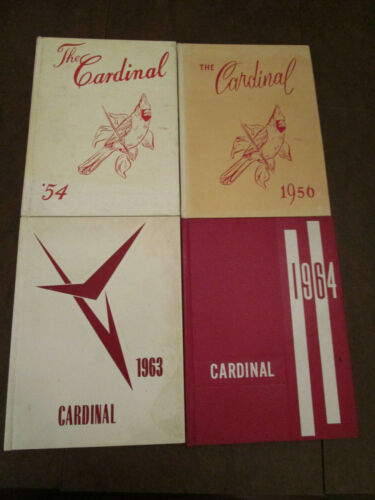 The
Cardinal
'54
THE
Cardinal
1956
1963
CARDINAL
1964
CARDINAL